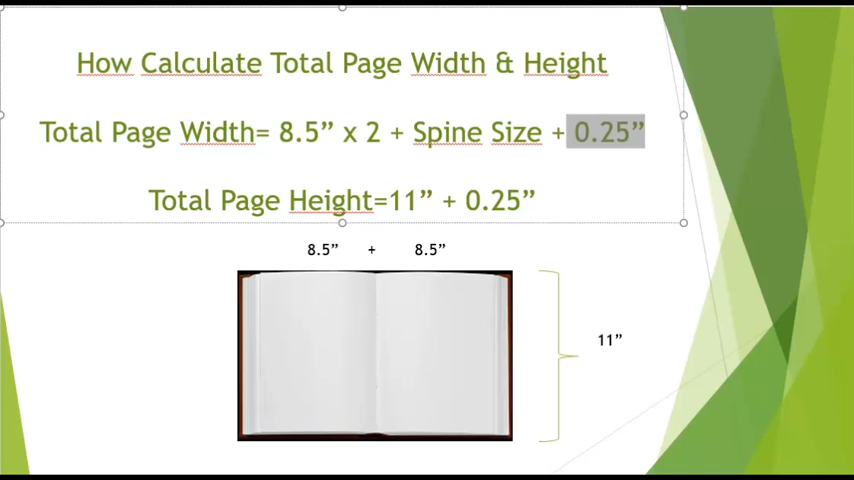 How Calculate Total Page Width & Height
Total Page Width= 8.5” x 2 + Spine Size + 0.25”
Total Page Height=11” + 0.25”
8.5” + 8.5”
11”